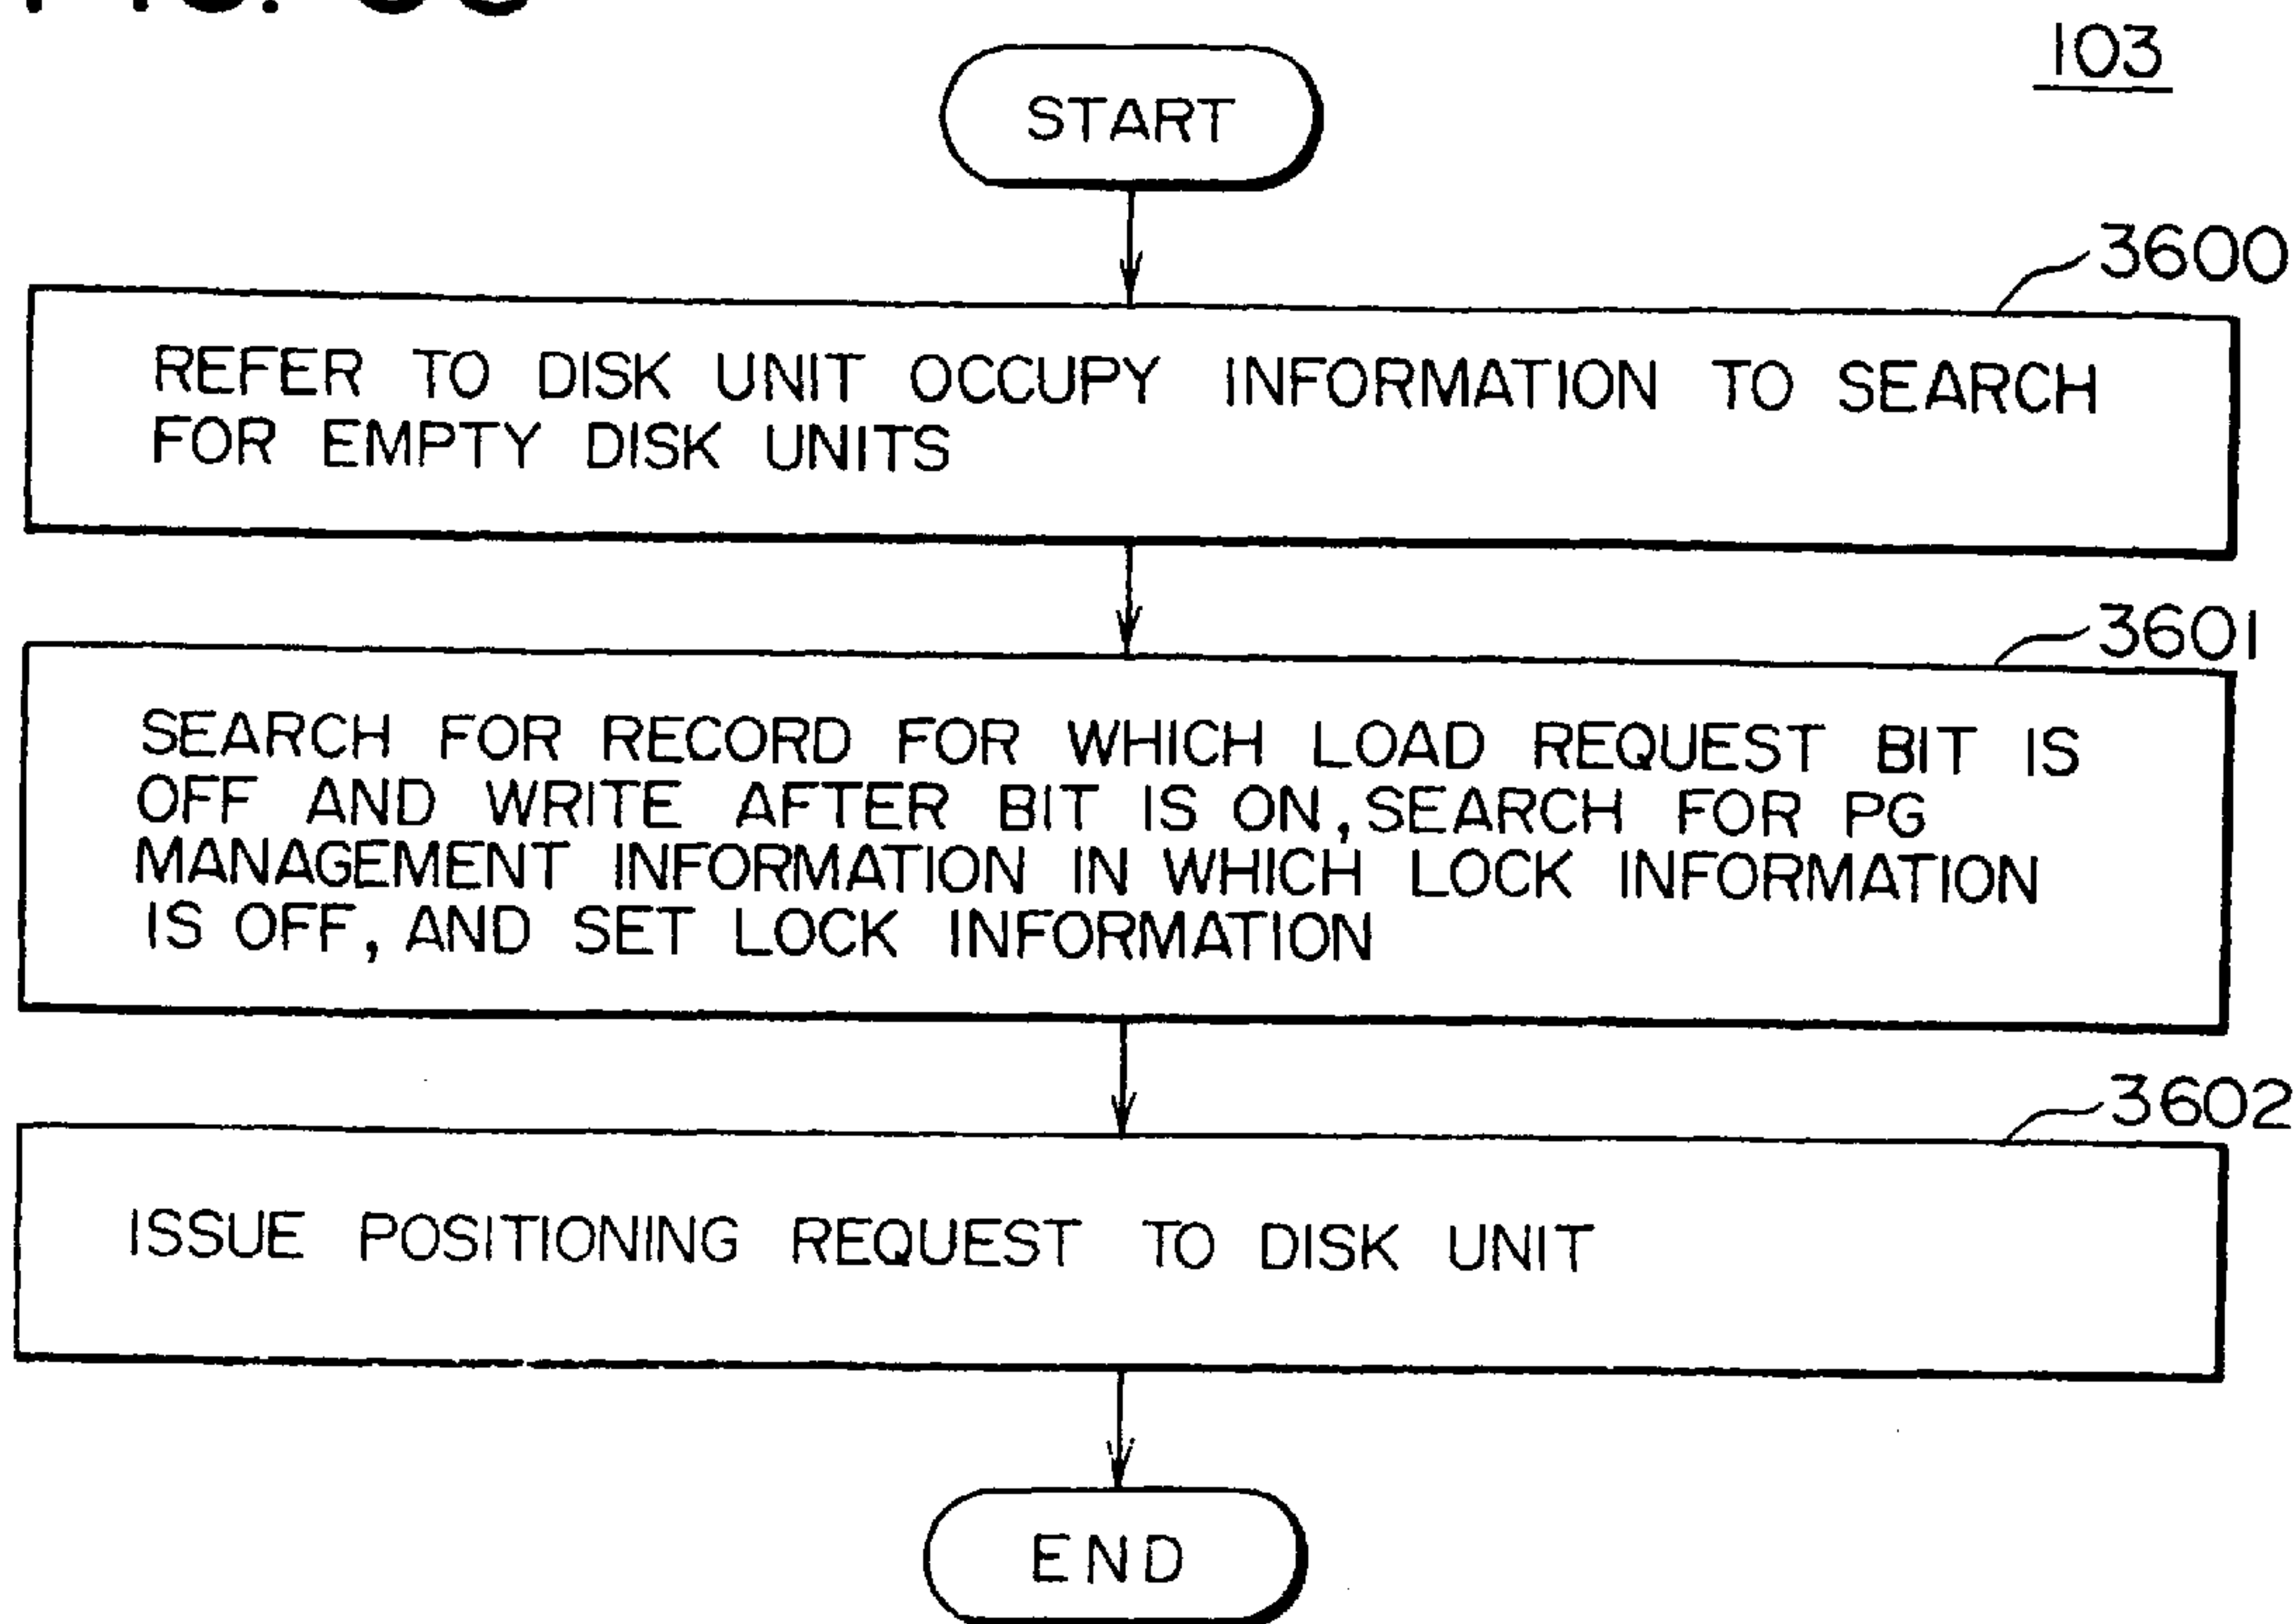 103
START
3600
REFER TO DISK UNIT OCCUPY INFORMATION TO SEARCH
FOR EMPTY DISK UNITS
3601
SEARCH FOR RECORD FOR WHICH LOAD REQUEST BIT IS
OFF AND WRITE AFTER BIT IS ON, SEARCH FOR PG
MANAGEMENT INFORMATION IN WHICH LOCK INFORMATION
IS OFF, AND SET LOCK INFORMATION
3602
ISSUE POSITIONING REQUEST TO DISK UNIT
END